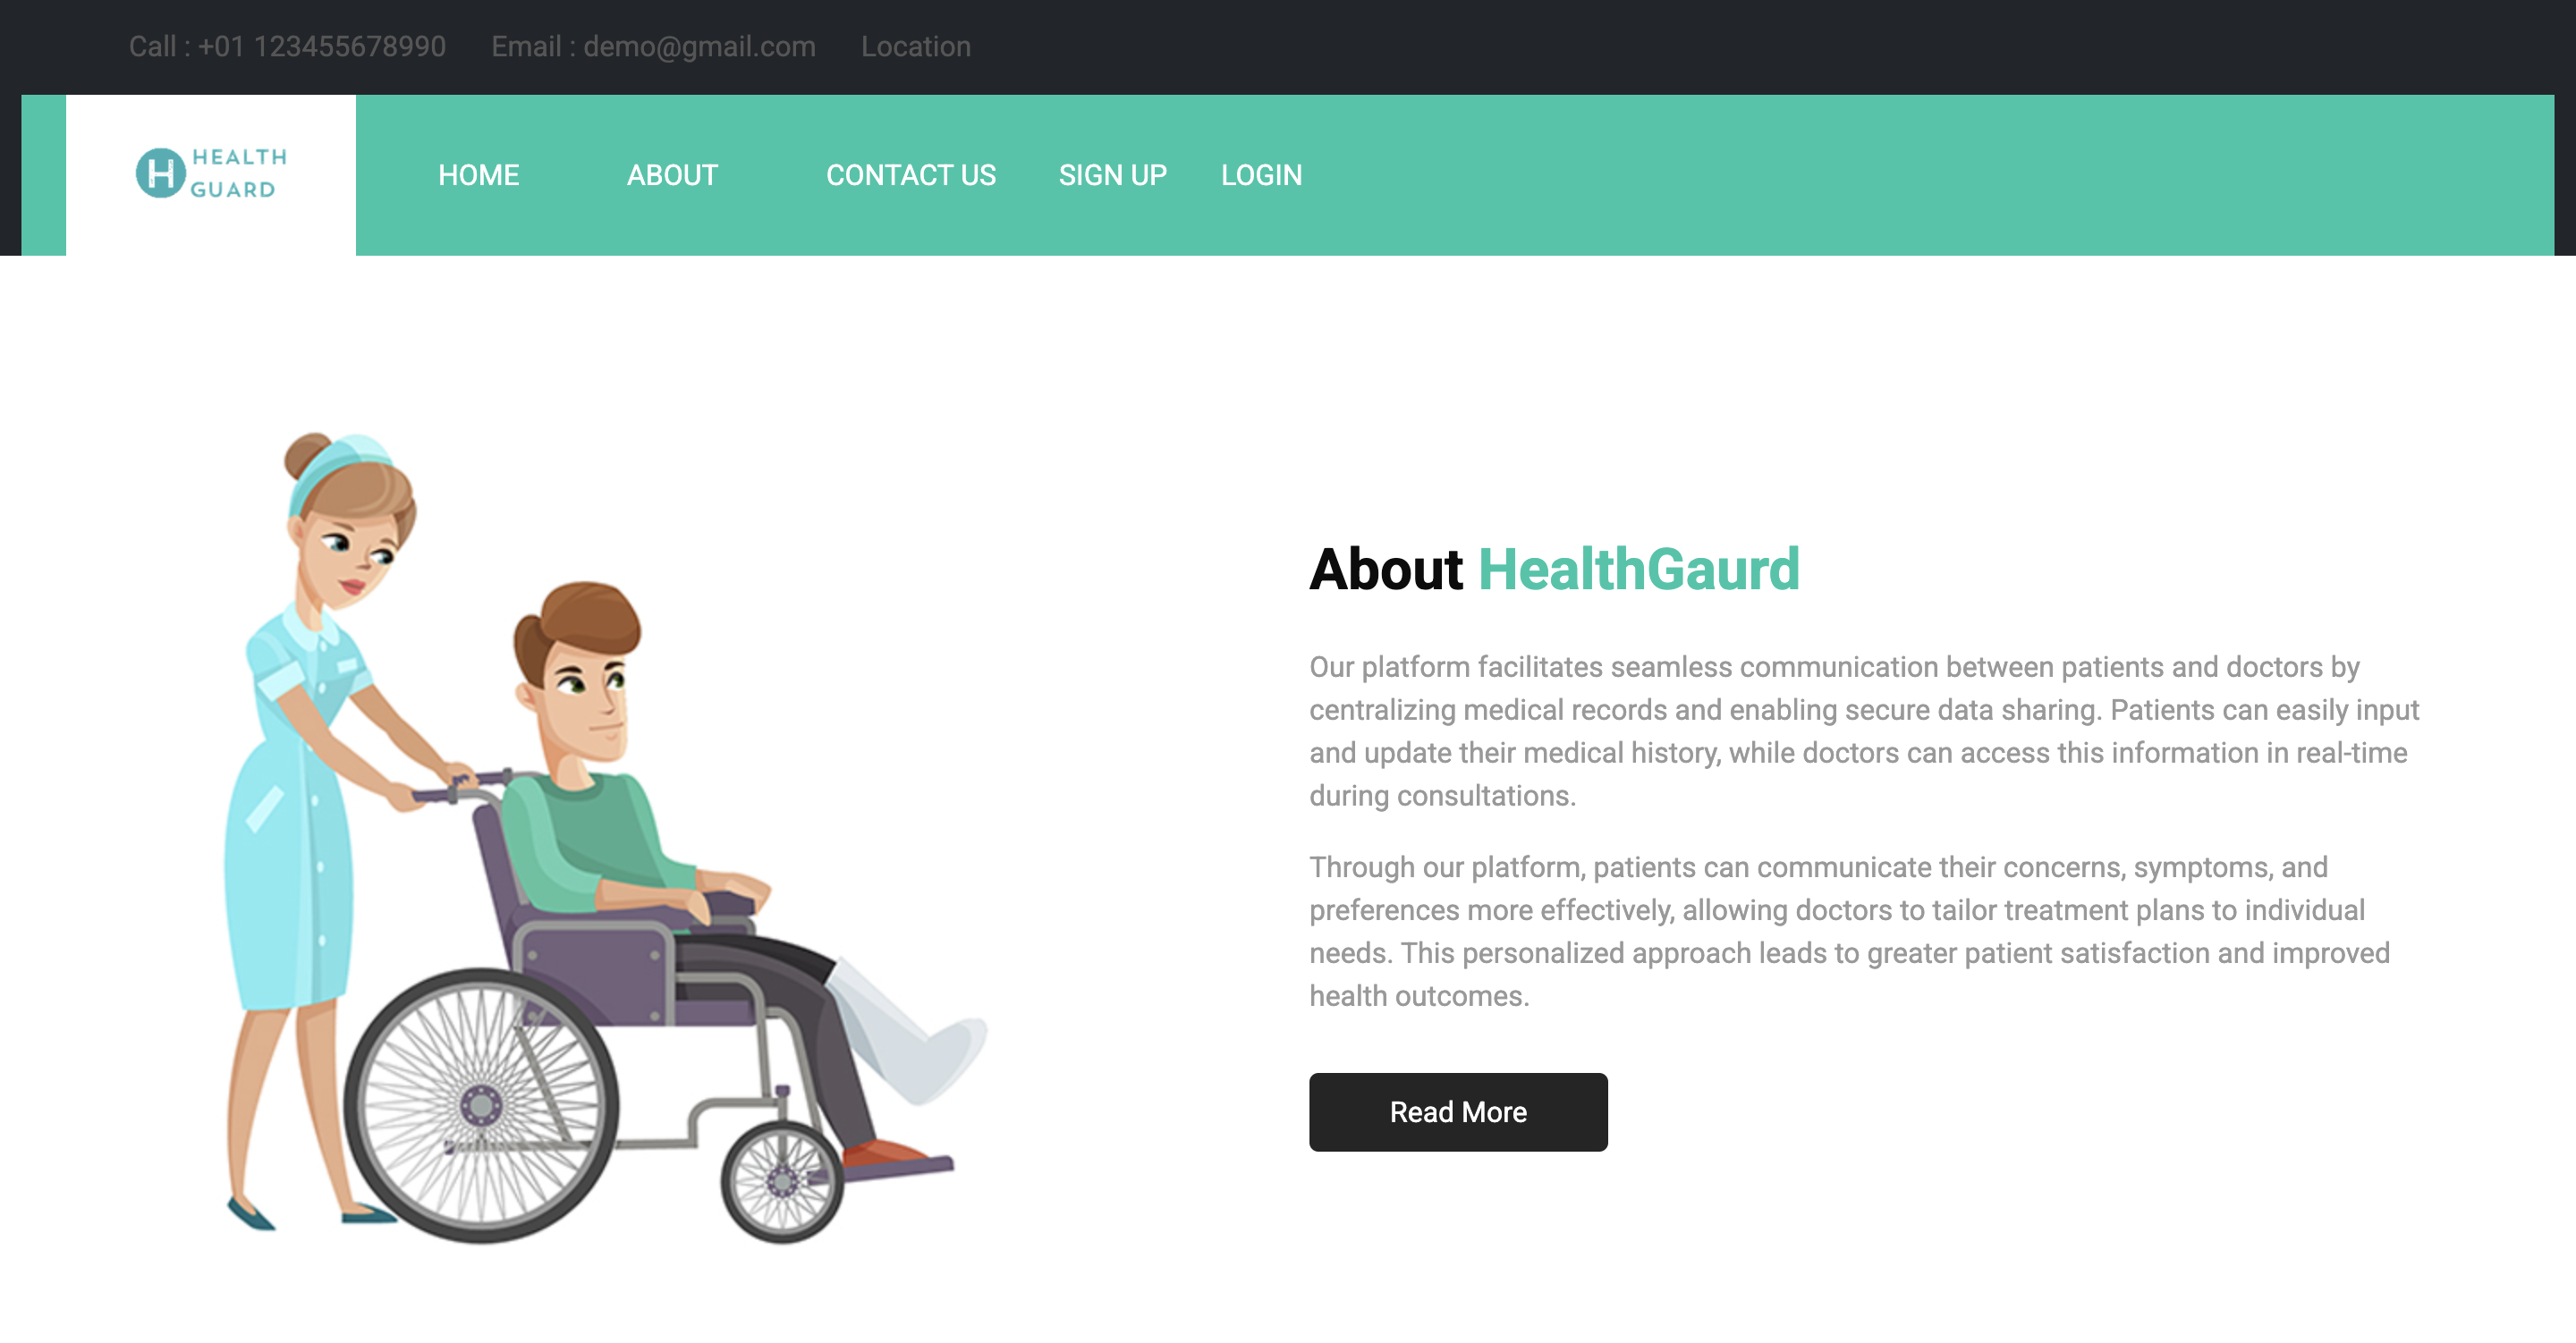 Call : +01 123455678990 Email : demo@gmail.com Location
H HEALTH GUARD
HOME ABOUT CONTACT US SIGN UP LOGIN
About HealthGaurd
Our platform facilitates seamless communication between patients and doctors by
centralizing medical records and enabling secure data sharing. Patients can easily input
and update their medical history, while doctors can access this information in real-time
during consultations.
Through our platform, patients can communicate their concerns, symptoms, and
preferences more effectively, allowing doctors to tailor treatment plans to individual
needs. This personalized approach leads to greater patient satisfaction and improved
health outcomes.
Read More